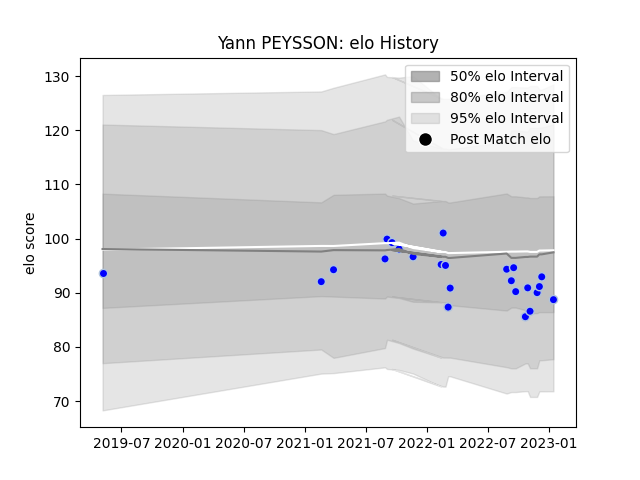 Yann PEYSSON: elo History
50% elo Interval
80% elo Interval
95% elo Interval
Post Match elo
elo score
130
120
110
100
90
80
70
2019-07 2020-01 2020-07 2021-01 2021-07 2022-01 2022-07 2023-01